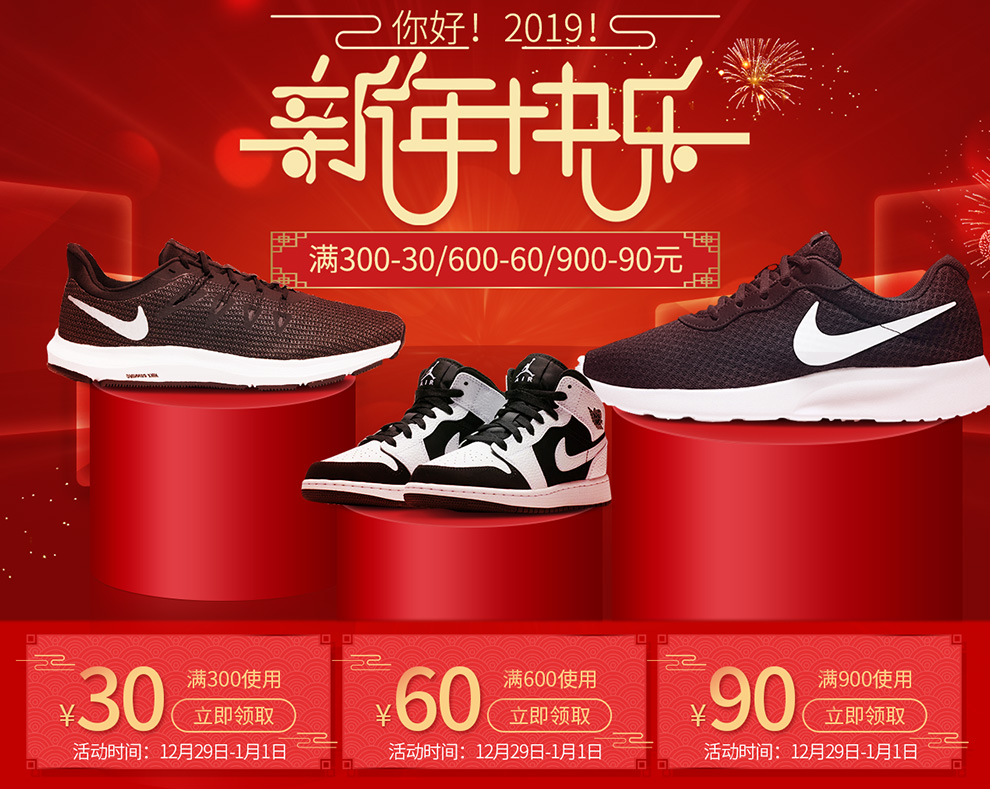 你好！2019！
新年快乐
满300-30/600-60/900-90元
AIR
¥30
满300使用
立即领取
活动时间：12月29日-1月1日
¥60
满600使用
立即领取
活动时间：12月29日-1月1日
¥90
满900使用
立即领取
活动时间：12月29日-1月1日